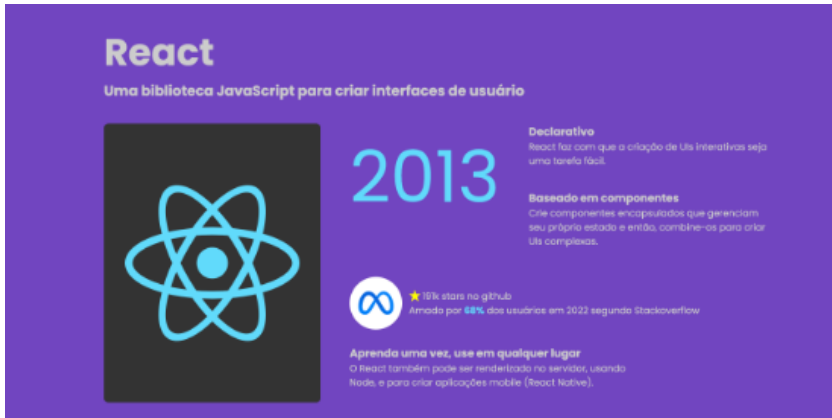 React
Uma biblioteca JavaScript para criar interfaces de usuário
2013
Declarativo
React faz com que a criação de UIs interativas seja
uma tarefa fácil.
Baseado em componentes
Crie componentes encapsulados que gerenciam
seu próprio estado e então, combine-os para criar
UIs complexas.
191k stars no github
Amado por 68% dos usuários em 2022 segundo Stackoverflow
Aprenda uma vez, use em qualquer lugar
O React também pode ser renderizado no servidor, usando
Node, e para criar aplicações mobile (React Native).